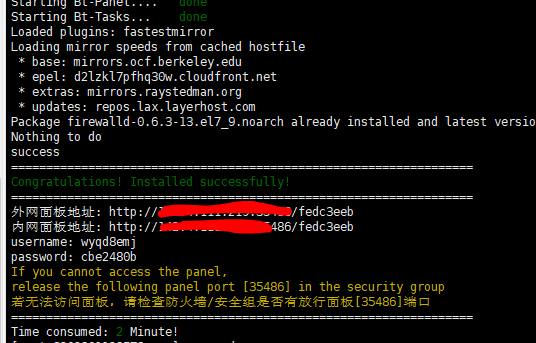 Starting Bt-Panel.... done
Starting Bt-Tasks... done
Loaded plugins: fastestmirror
Loading mirror speeds from cached hostfile
* base: mirrors.ocf.berkeley.edu
* epel: d2lzkl7pfhq30w.cloudfront.net
* extras: mirrors.raystedman.org
* updates: repos.lax.layerhost.com
Package firewalld-0.6.3-13.el7_9.noarch already installed and latest versio
Nothing to do
success
==================================================================
Congratulations! Installed successfully!
==================================================================
外网面板地址: http:// /fedc3eeb
内网面板地址: http:// 486/fedc3eeb
username: wyqd8emj
password: cbe2480b
If you cannot access the panel,
release the following panel port [35486] in the security group
若无法访问面板，请检查防火墙/安全组是否有放行面板[35486]端口
==================================================================
Time consumed: 2 Minute!